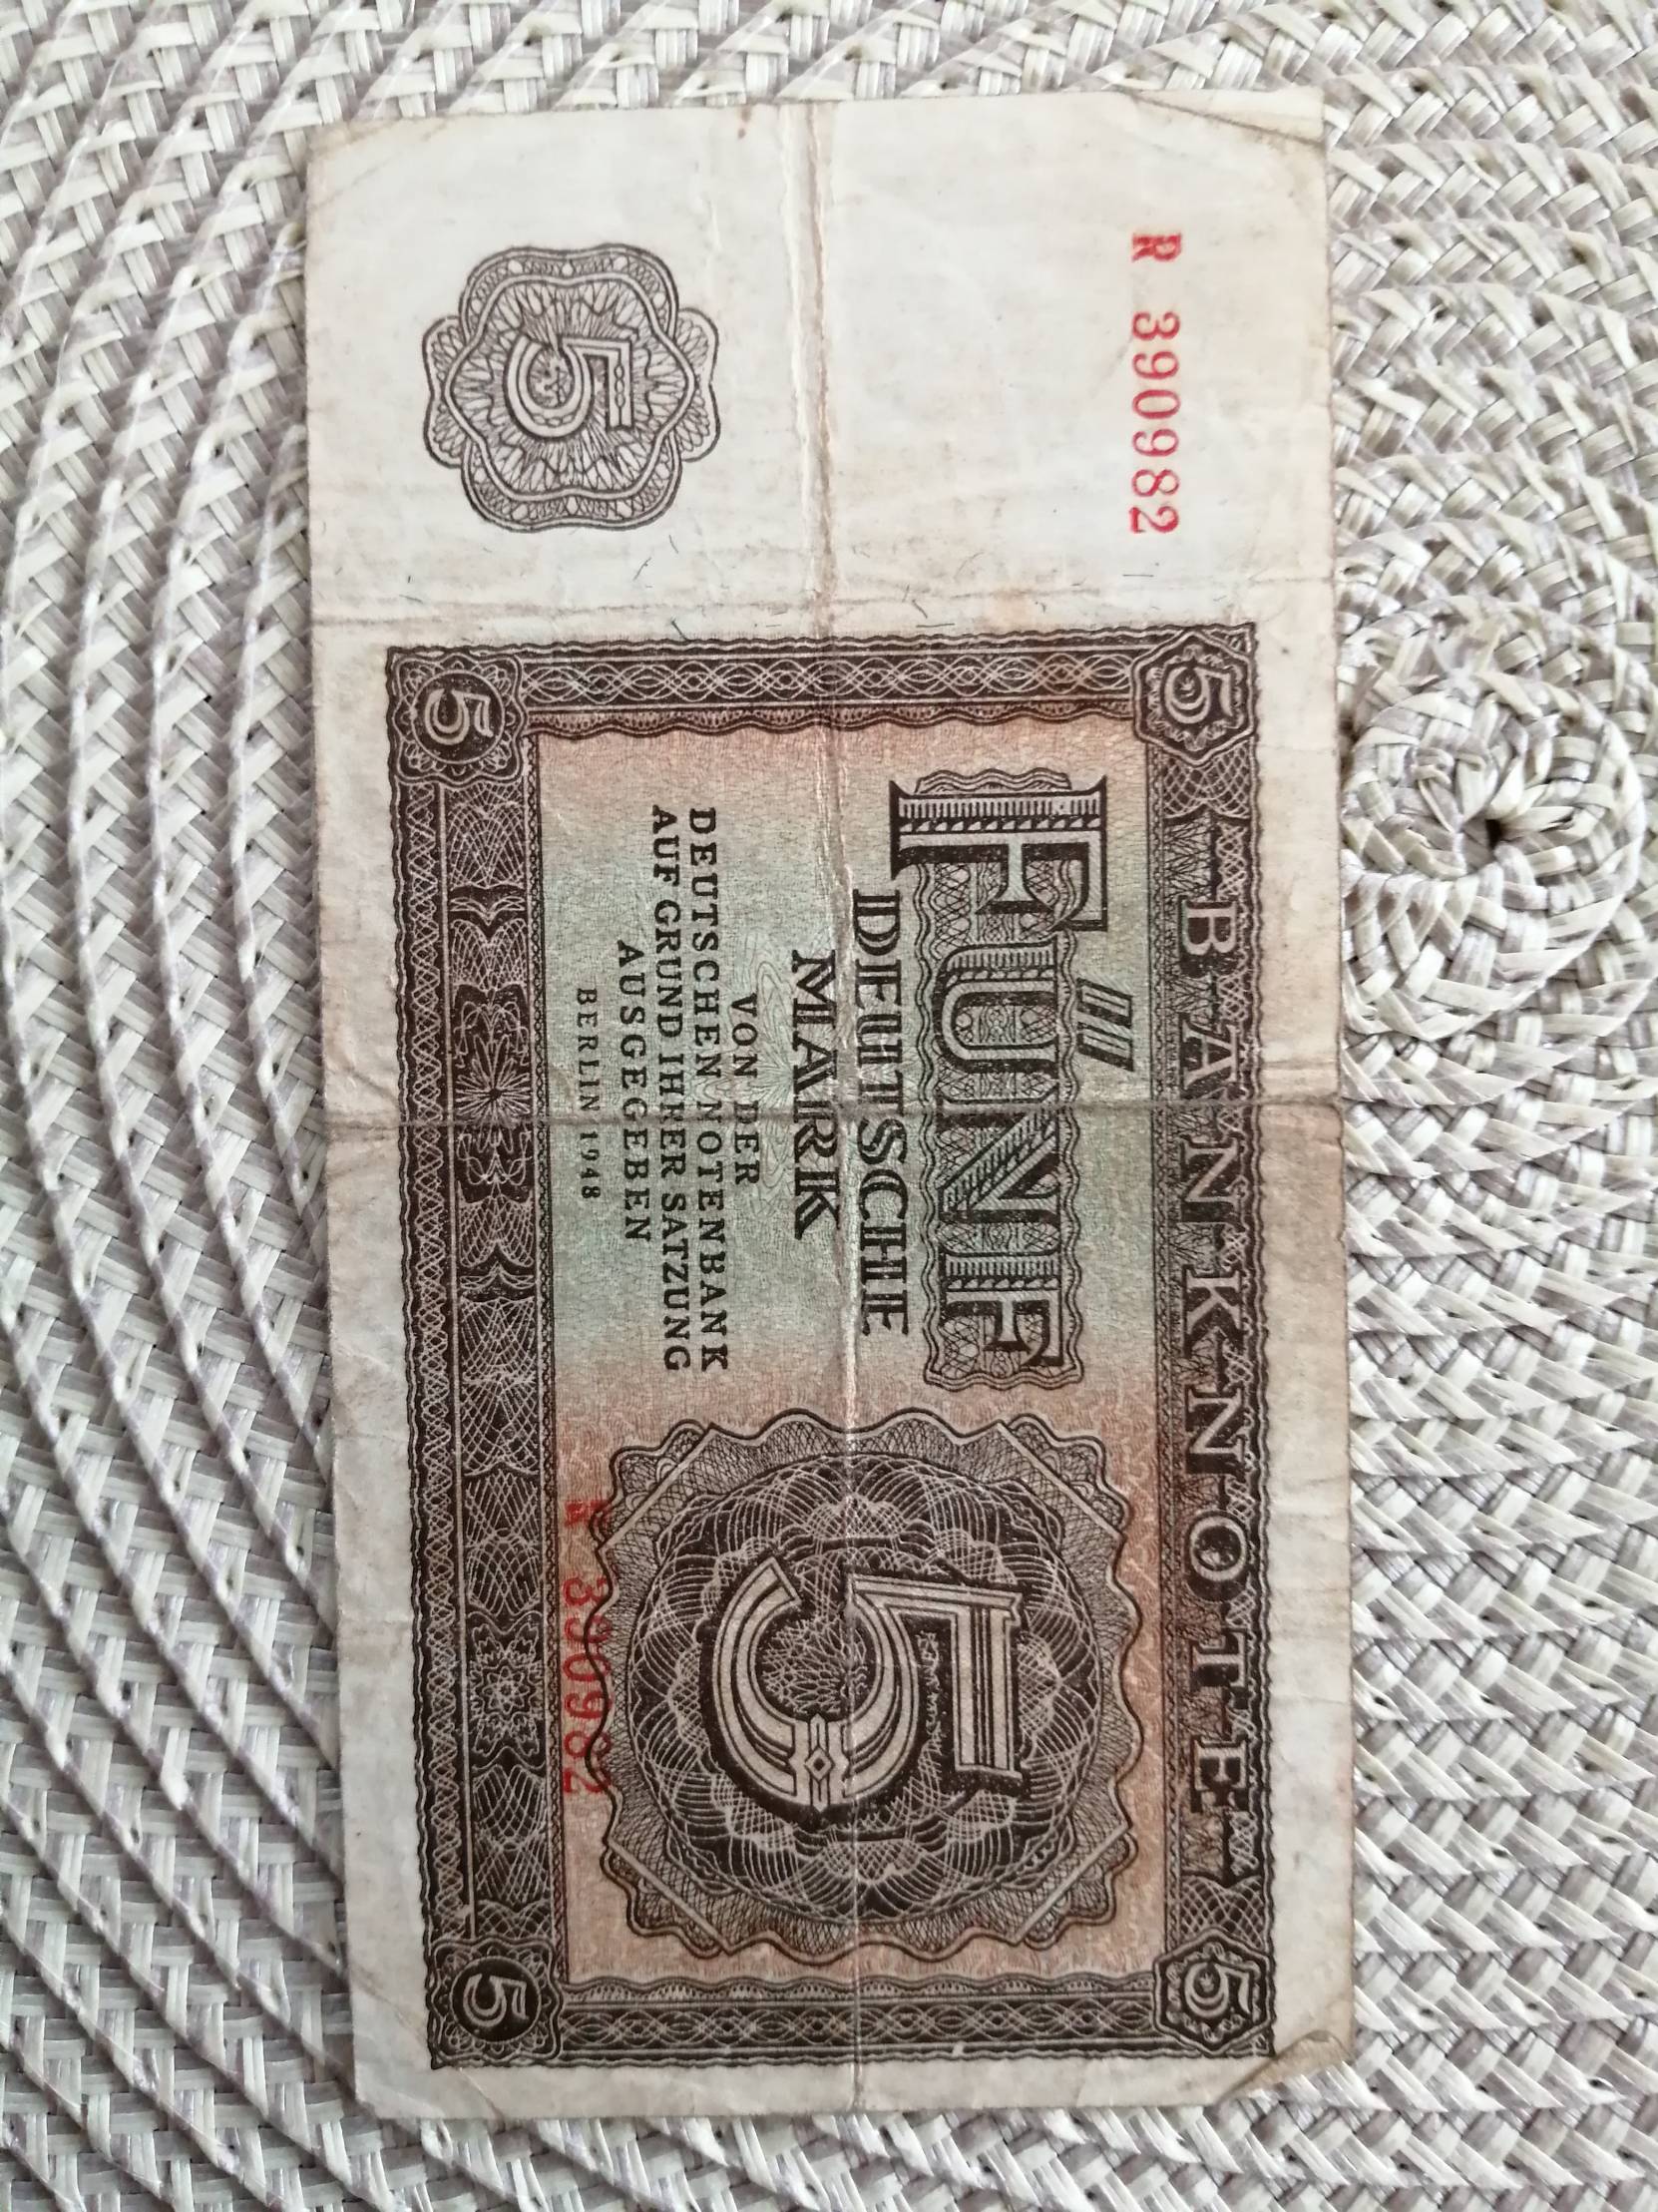 R 390982
5
5
BANKNOTE
5
FÜNF
DEUTSCHE
MARK
VON DER
DEUTSCHEN NOTENBANK
AUF GRUND IHRER SATZUNG
AUSGEGEBEN
BERLIN 1948
5
R 390982
5
5